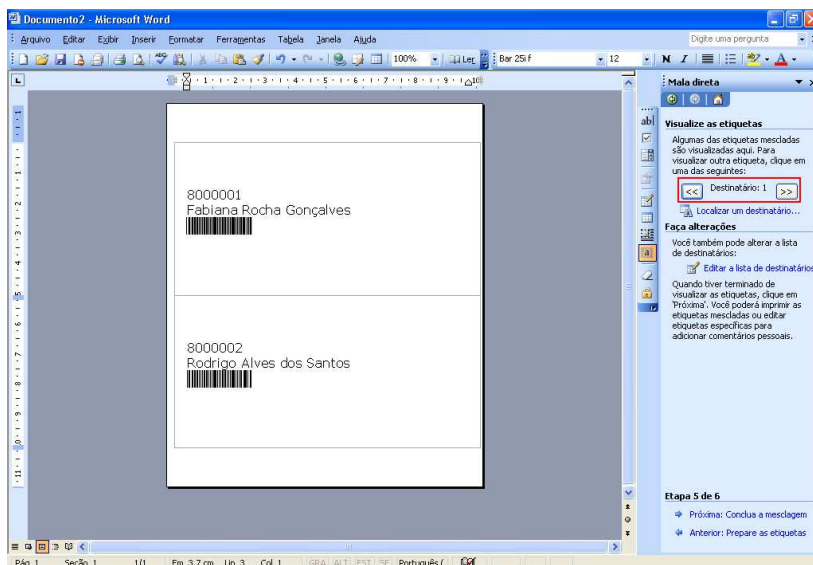 Documento2 - Microsoft Word
Arquivo Editar Exibir Inserir Formatar Ferramentas Tabela Janela Ajuda
Digite uma pergunta
100% Ler Bar 25i f 12 N I
Mala direta
8000001
Fabiana Rocha Gonçalves
8000002
Rodrigo Alves dos Santos
Visualize as etiquetas
Algumas das etiquetas mescladas
são visualizadas aqui. Para
visualizar outra etiqueta, clique em
uma das seguintes:
<< Destinatário: 1 >>
Localizar um destinatário...
Faça alterações
Você também pode alterar a lista
de destinatários:
Editar a lista de destinatários
Quando tiver terminado de
visualizar as etiquetas, clique em
'Próxima'. Você poderá imprimir as
etiquetas mescladas ou editar
etiquetas específicas para
adicionar comentários pessoais.
Etapa 5 de 6
Próxima: Conclua a mesclagem
Anterior: Prepare as etiquetas
Pág 1 Seção 1 1/1 Em 3,7 cm Lin 3 Col 1 GRA ALT EST SE Português (